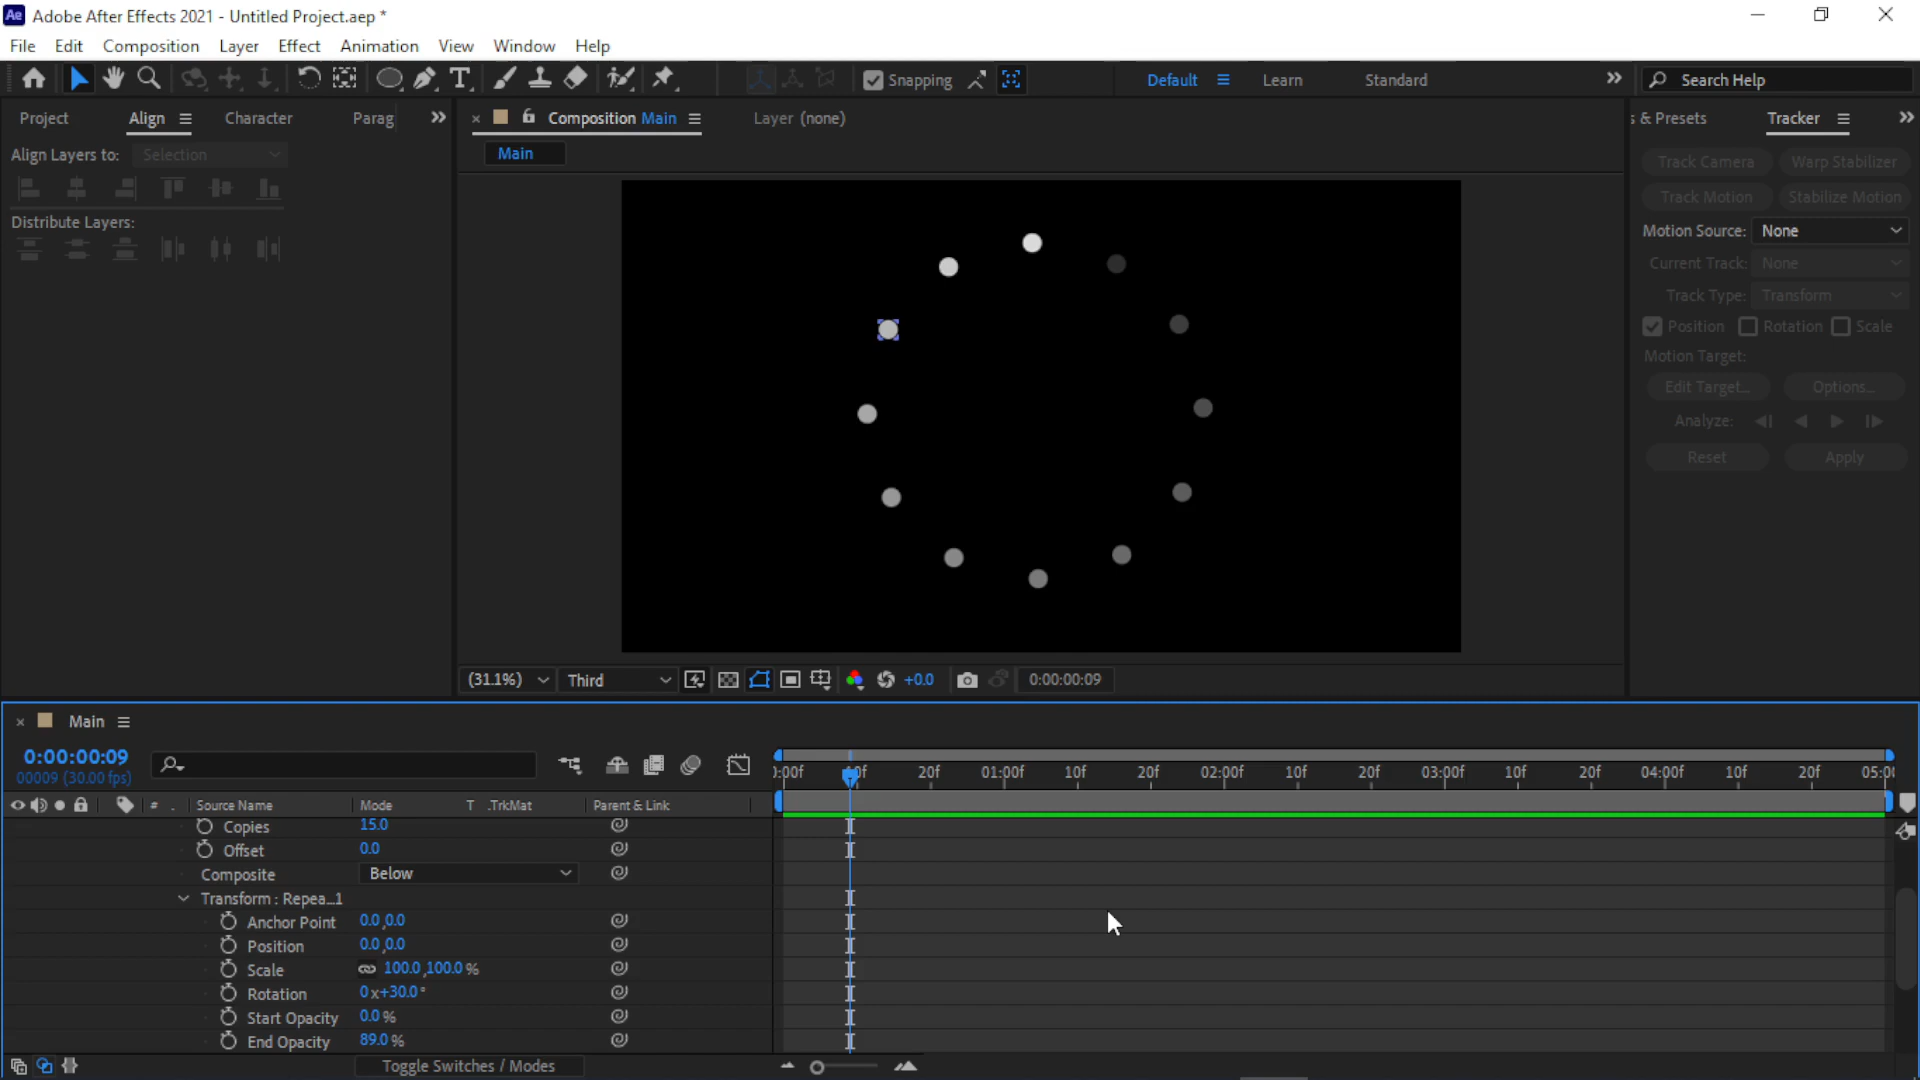 Ae Adobe After Effects 2021 - Untitled Project.aep *
File Edit Composition Layer Effect Animation View Window Help
Snapping Default Learn Standard Search Help
Project Align Character Parag
Composition Main Layer (none)
s & Presets Tracker
Main
Align Layers to: Selection
Distribute Layers:
Track Camera Warp Stabilizer
Track Motion Stabilize Motion
Motion Source: None
Current Track: None
Track Type: Transform
Position Rotation Scale
Motion Target:
Edit Target... Options...
Analyze:
Reset Apply
(31.1%) Third +0.0 0:00:00:09
Main
0:00:00:09
00009 (30.00 fps)
):00f 10f 20f 01:00f 10f 20f 02:00f 10f 20f 03:00f 10f 20f 04:00f 10f 20f 05:00
# . Source Name Mode T .TrkMat Parent & Link
Copies 15.0
Offset 0.0
Composite Below
Transform : Repea...1
Anchor Point 0.0,0.0
Position 0.0,0.0
Scale 100.0,100.0 %
Rotation 0x+30.0°
Start Opacity 0.0 %
End Opacity 89.0 %
Toggle Switches / Modes